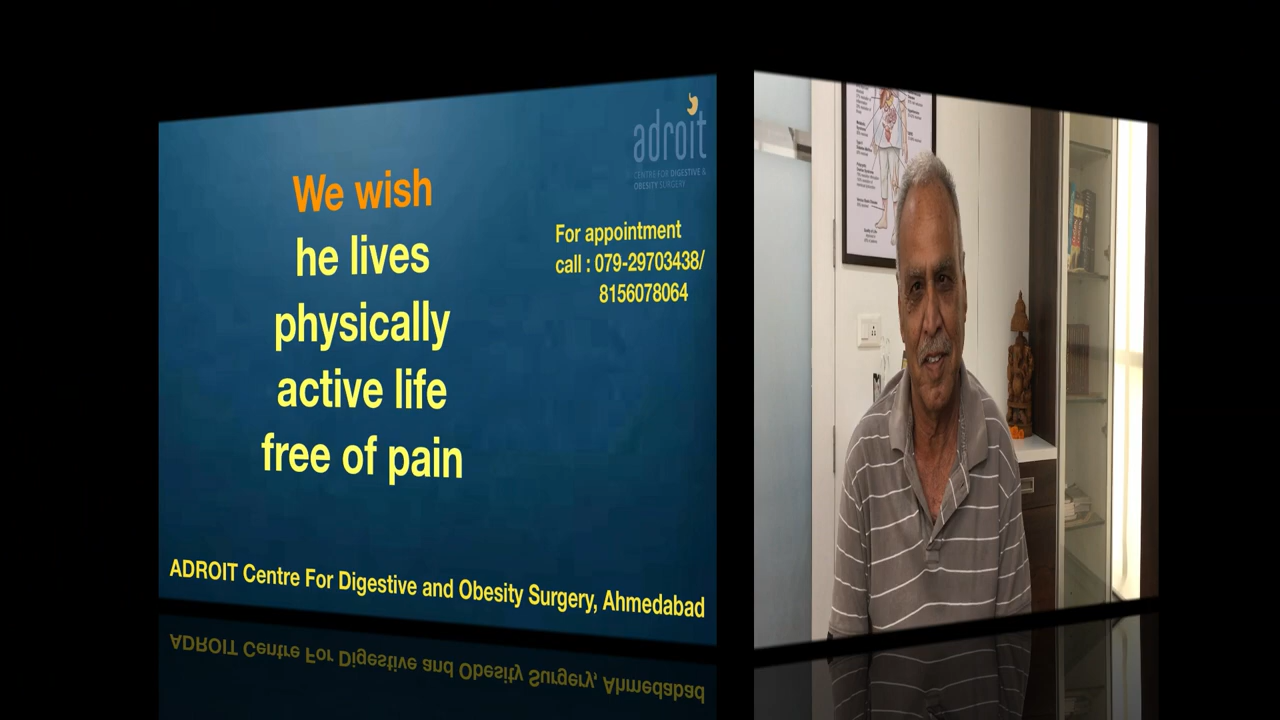 We wish
he lives
physically
active life
free of pain
adroit
CENTRE FOR DIGESTIVE &
OBESITY SURGERY
For appointment
call : 079-29703438/
8156078064
ADROIT Centre For Digestive and Obesity Surgery, Ahmedabad